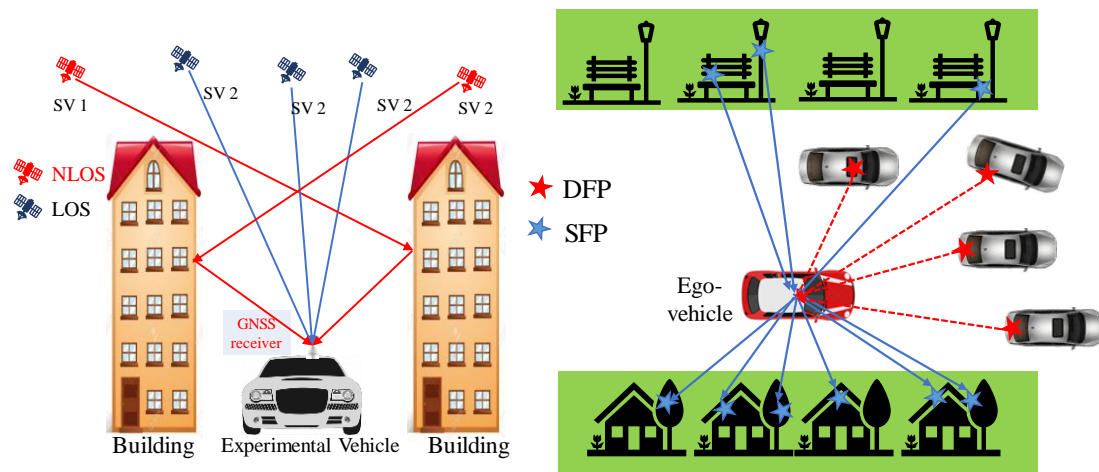 SV 1
SV 2
SV 2
SV 2
SV 2
NLOS
LOS
GNSS
receiver
Building
Experimental Vehicle
Building
DFP
SFP
Ego-
vehicle